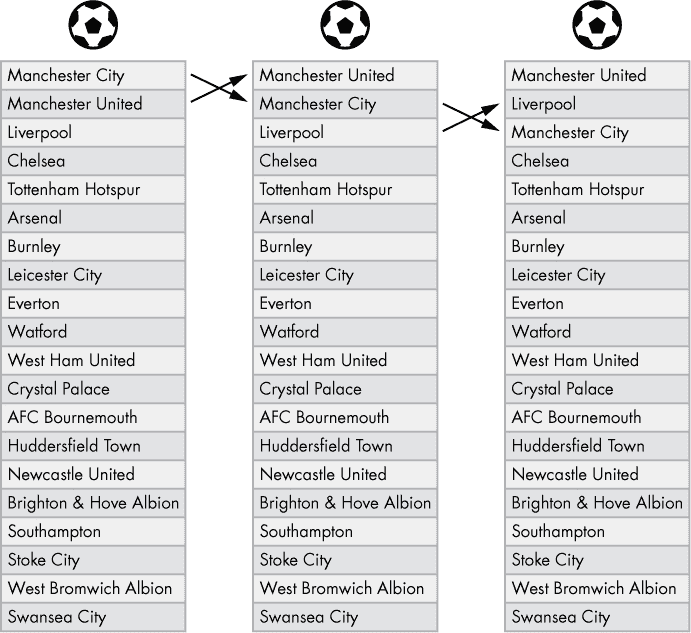 Manchester City
Manchester United
Liverpool
Chelsea
Tottenham Hotspur
Arsenal
Burnley
Leicester City
Everton
Watford
West Ham United
Crystal Palace
AFC Bournemouth
Huddersfield Town
Newcastle United
Brighton & Hove Albion
Southampton
Stoke City
West Bromwich Albion
Swansea City
Manchester United
Manchester City
Liverpool
Chelsea
Tottenham Hotspur
Arsenal
Burnley
Leicester City
Everton
Watford
West Ham United
Crystal Palace
AFC Bournemouth
Huddersfield Town
Newcastle United
Brighton & Hove Albion
Southampton
Stoke City
West Bromwich Albion
Swansea City
Manchester United
Liverpool
Manchester City
Chelsea
Tottenham Hotspur
Arsenal
Burnley
Leicester City
Everton
Watford
West Ham United
Crystal Palace
AFC Bournemouth
Huddersfield Town
Newcastle United
Brighton & Hove Albion
Southampton
Stoke City
West Bromwich Albion
Swansea City